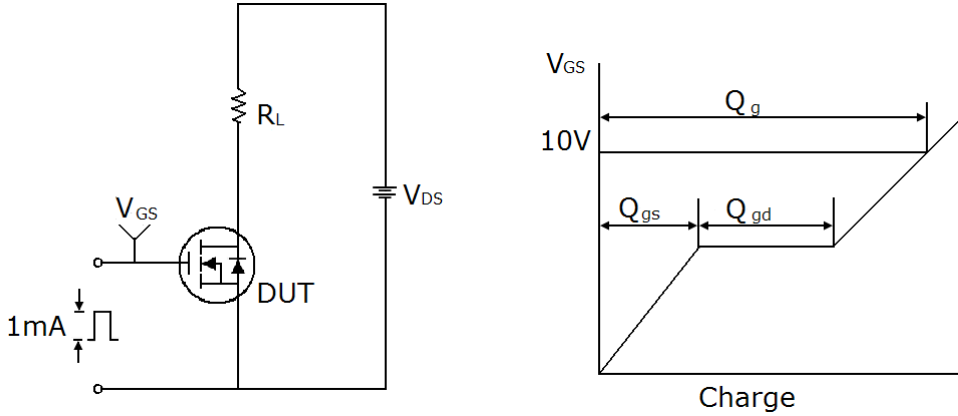 RL
VDS
VGS
DUT
1mA
VGS
Qg
10V
Qgs
Qgd
Charge